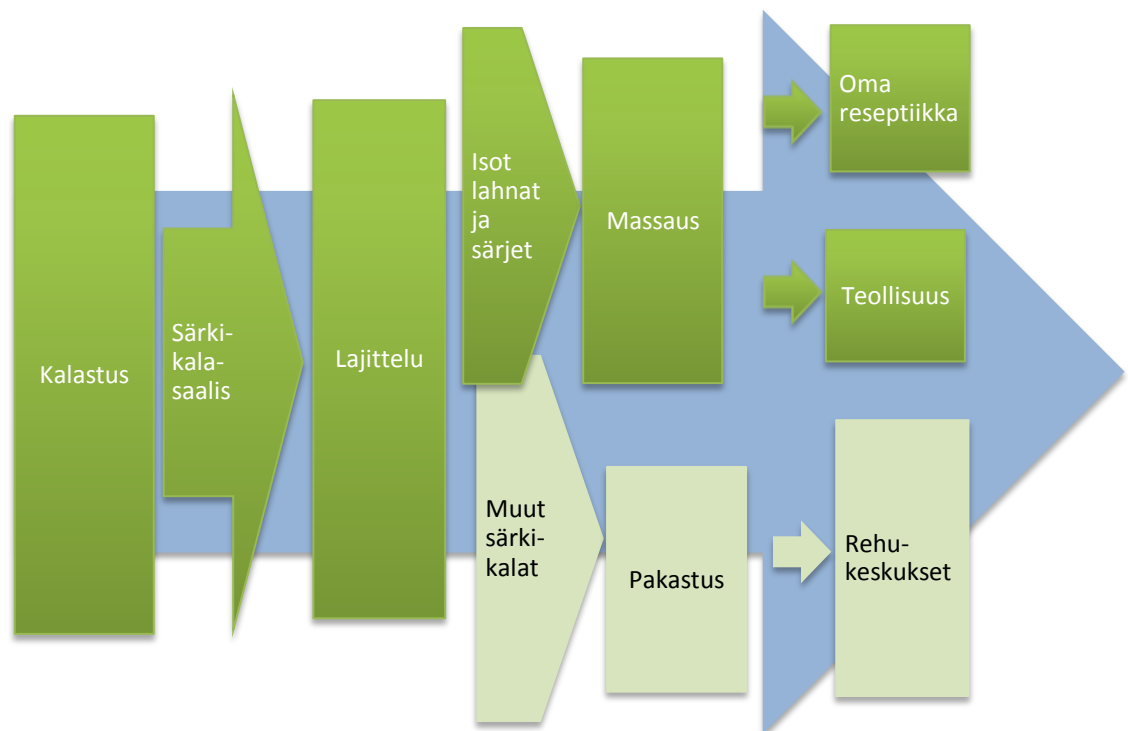 Kalastus
Särki-
kala-
saalis
Lajittelu
Isot
lahnat
ja
särjet
Massaus
Oma
reseptiikka
Teollisuus
Muut
särki-
kalat
Pakastus
Rehu-
keskukset